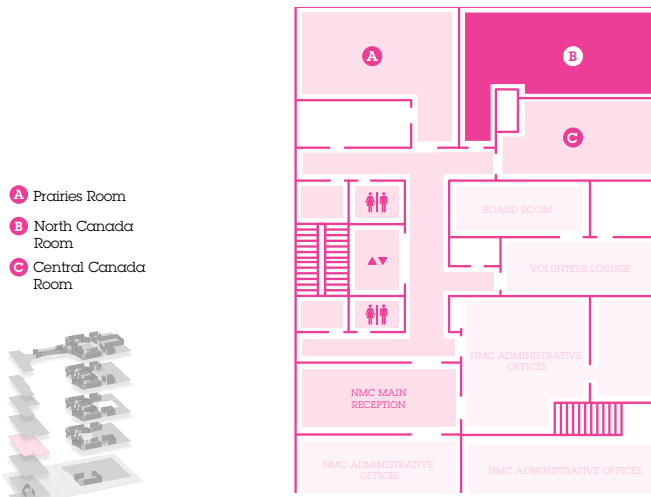 A Prairies Room
B North Canada
Room
C Central Canada
Room
A
B
C
BOARD ROOM
VOLUNTEER LOUNGE
NMC ADMINISTRATIVE
OFFICES
NMC MAIN
RECEPTION
NMC ADMINISTRATIVE
OFFICES
NMC ADMINISTRATIVE OFFICES